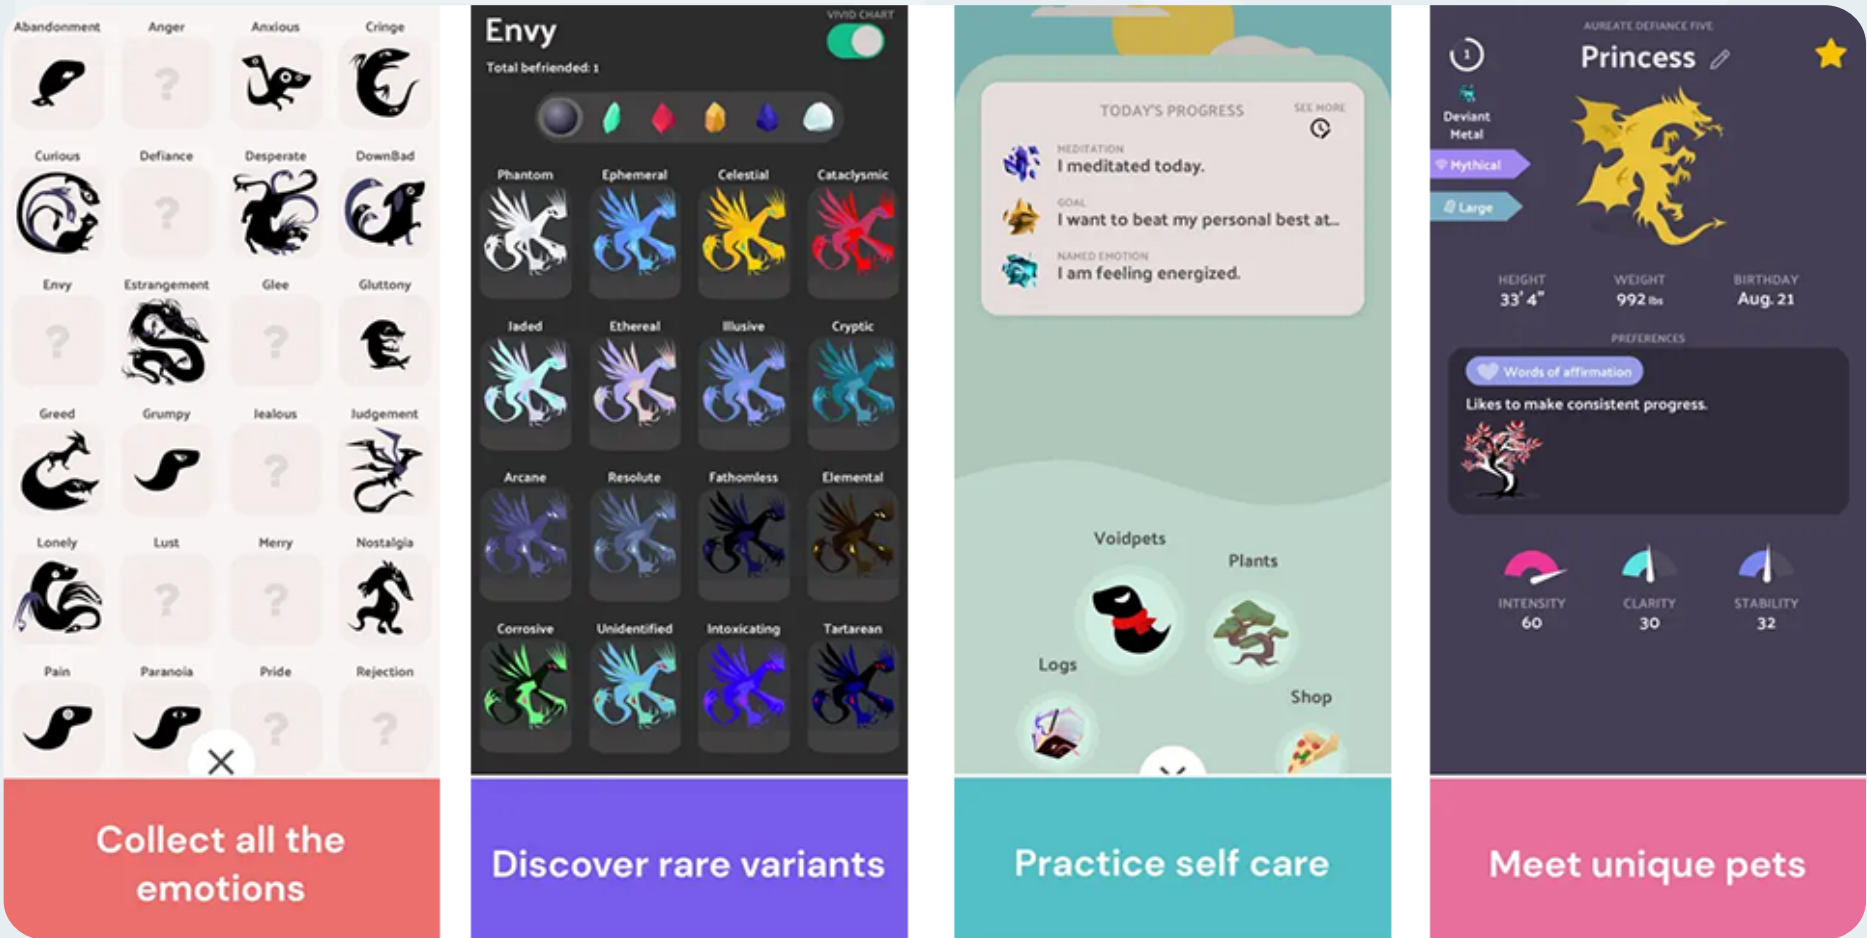 Abandonment Anger Anxious Cringe
?
Curious Defiance Desperate DownBad
?
Envy Estrangement Glee Gluttony
? ?
Greed Grumpy Jealous Judgement
?
Lonely Lust Merry Nostalgia
? ?
Pain Paranoia Pride Rejection
? ?
Collect all the
emotions
VIVID CHART
Envy
Total befriended: 1
Phantom Ephemeral Celestial Cataclysmic
Jaded Ethereal Illusive Cryptic
Arcane Resolute Fathomless Elemental
Corrosive Unidentified Intoxicating Tartarean
Discover rare variants
TODAY'S PROGRESS SEE MORE
MEDITATION
I meditated today.
GOAL
I want to beat my personal best at...
NAMED EMOTION
I am feeling energized.
Voidpets
Plants
Logs
Shop
Practice self care
AUREATE DEFIANCE FIVE
1 Princess
Deviant
Metal
Mythical
Large
HEIGHT WEIGHT BIRTHDAY
33' 4" 992 lbs Aug. 21
PREFERENCES
Words of affirmation
Likes to make consistent progress.
INTENSITY CLARITY STABILITY
60 30 32
Meet unique pets